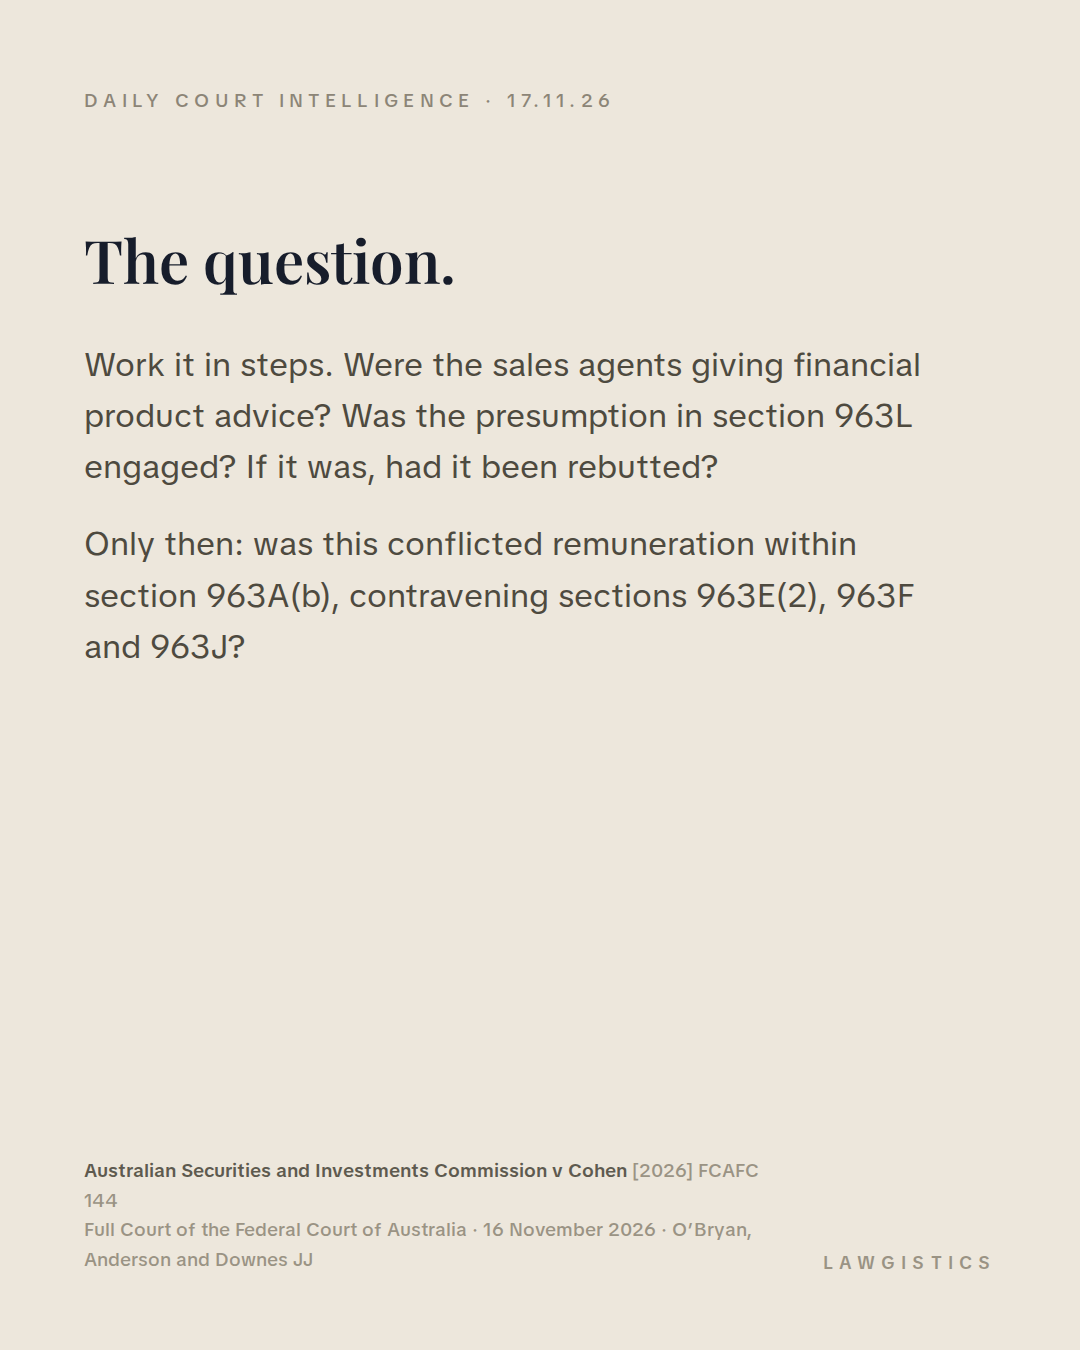 DAILY COURT INTELLIGENCE · 17.11.26
The question.
Work it in steps. Were the sales agents giving financial
product advice? Was the presumption in section 963L
engaged? If it was, had it been rebutted?
Only then: was this conflicted remuneration within
section 963A(b), contravening sections 963E(2), 963F
and 963J?
Australian Securities and Investments Commission v Cohen [2026] FCAFC
144
Full Court of the Federal Court of Australia · 16 November 2026 · O’Bryan,
Anderson and Downes JJ
LAWGISTICS